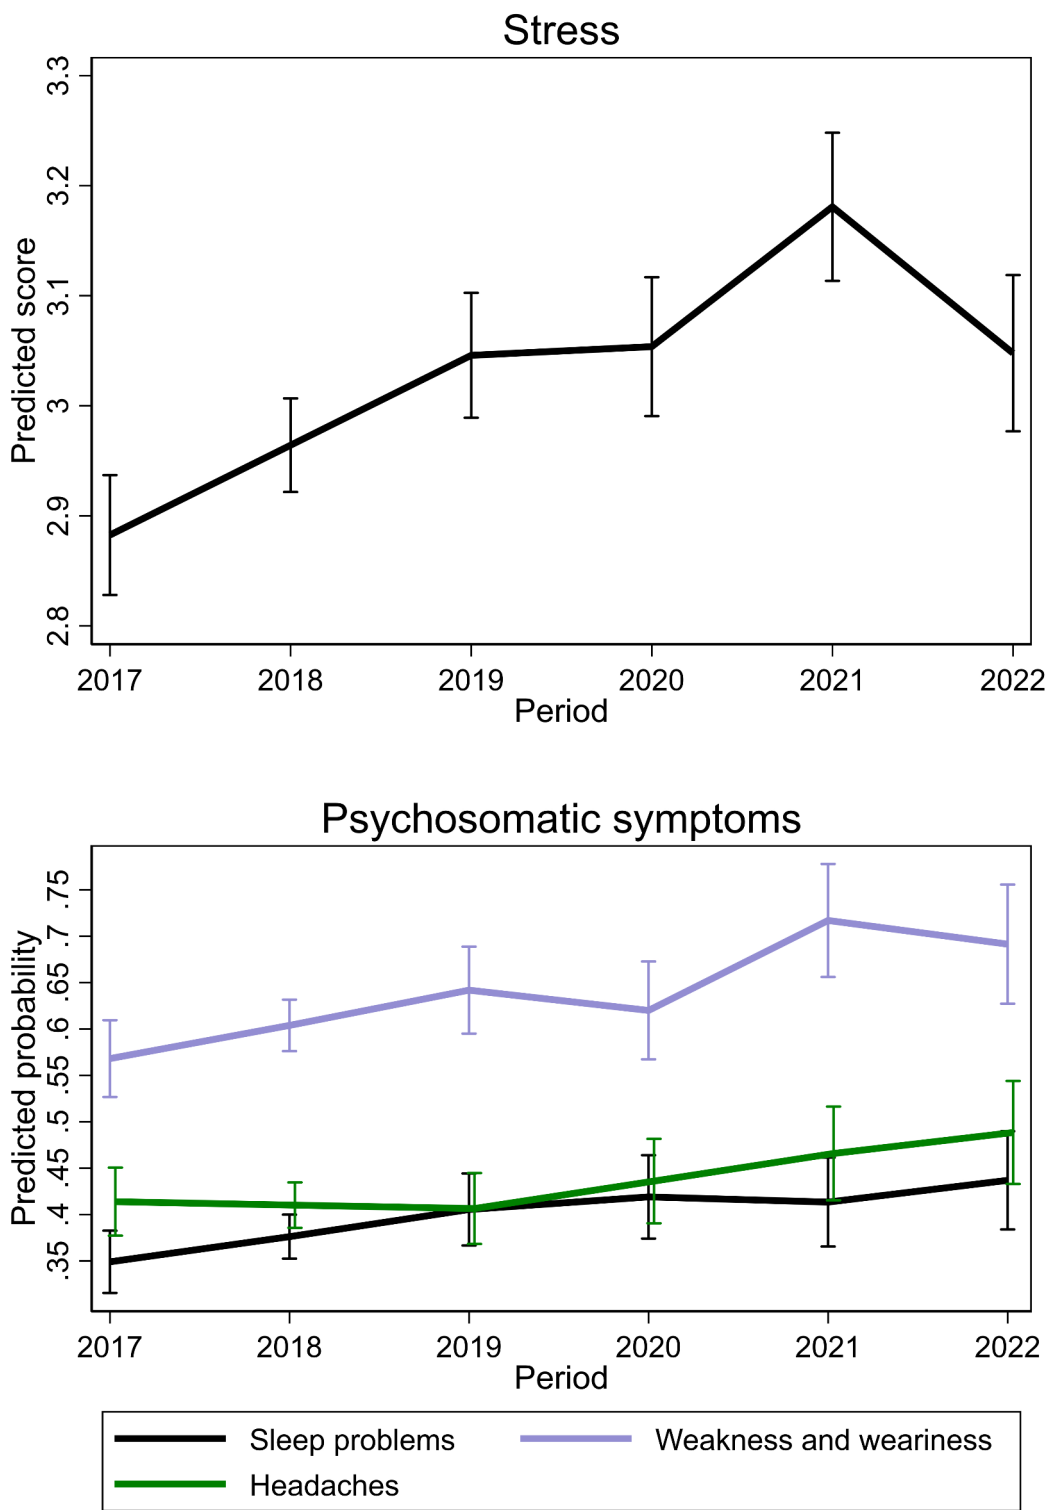 Stress
3.3
3.2
3.1
3
2.9
2.8
Predicted score
2017 2018 2019 2020 2021 2022
Period
Psychosomatic symptoms
.75
.7
.65
.6
.55
.5
.45
.4
.35
Predicted probability
2017 2018 2019 2020 2021 2022
Period
Sleep problems Weakness and weariness
Headaches